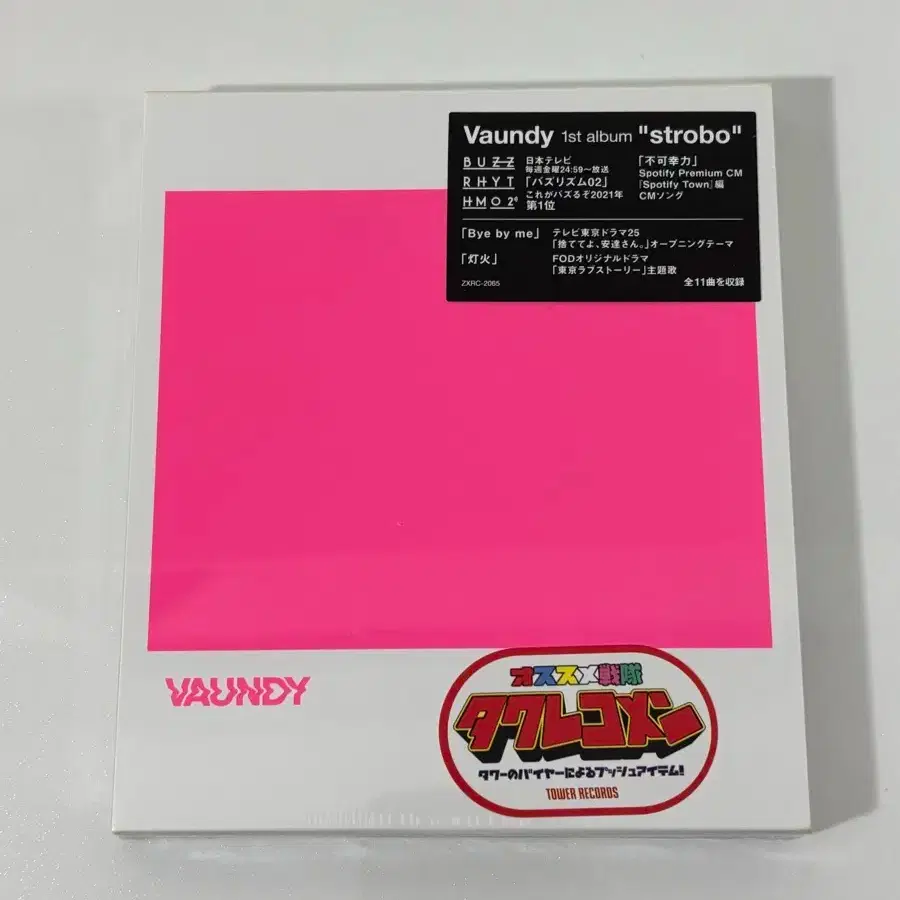 Vaundy 1st album "strobo"
BUZZ
RHYT
HMO2
日本テレビ
毎週金曜24:59〜放送
「バズリズム02」
これがバズるぞ2021年
第1位
「不可幸力」
Spotify Premium CM
『Spotify Town』編
CMソング
「Bye by me」
テレビ東京ドラマ25
「捨ててよ、安達さん。」オープニングテーマ
「灯火」
FODオリジナルドラマ
「東京ラブストーリー」主題歌
ZXRC-2065
全11曲を収録
VAUNDY
オススメ戦隊
タワレコメン
タワーのバイヤーによるプッシュアイテム!
TOWER RECORDS